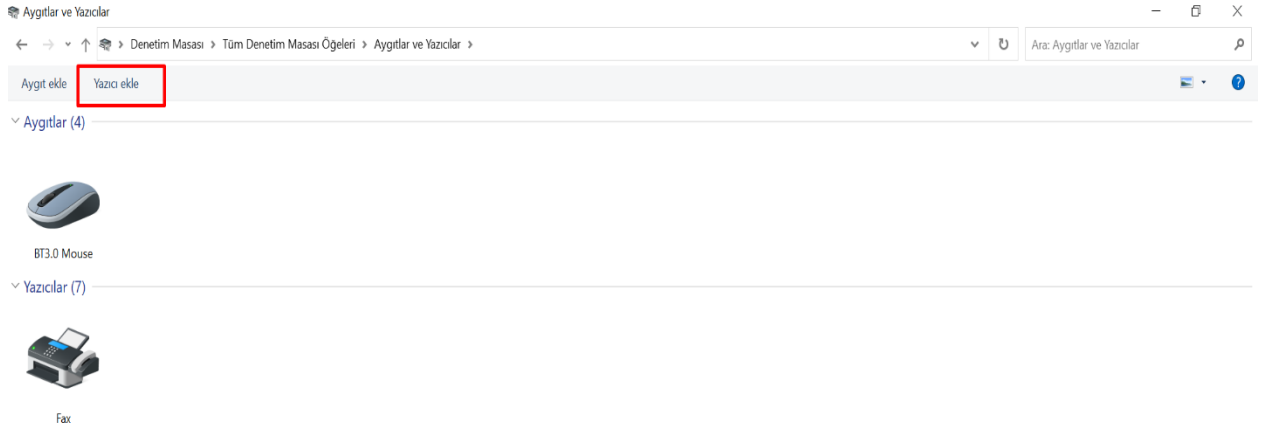 Aygıtlar ve Yazıcılar
Denetim Masası > Tüm Denetim Masası Öğeleri > Aygıtlar ve Yazıcılar >
Ara: Aygıtlar ve Yazıcılar
Aygıt ekle Yazıcı ekle
Aygıtlar (4)
BT3.0 Mouse
Yazıcılar (7)
Fax